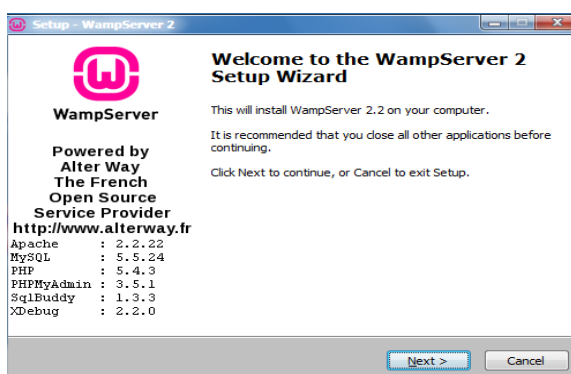 Setup - WampServer 2
WampServer
Powered by
Alter Way
The French
Open Source
Service Provider
http://www.alterway.fr
Apache : 2.2.22
MySQL : 5.5.24
PHP : 5.4.3
PHPMyAdmin : 3.5.1
SqlBuddy : 1.3.3
XDebug : 2.2.0
Welcome to the WampServer 2
Setup Wizard
This will install WampServer 2.2 on your computer.
It is recommended that you close all other applications before
continuing.
Click Next to continue, or Cancel to exit Setup.
Next >
Cancel